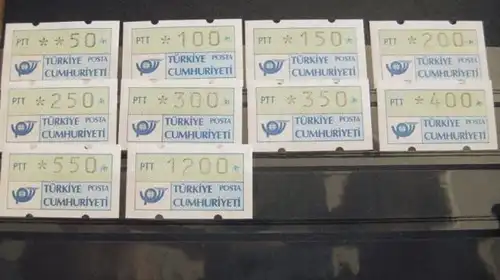 PTT **50
TÜRKİYE POSTA
CUMHURİYETİ
PTT *100
TÜRKİYE POSTA
CUMHURİYETİ
PTT *150
TÜRKİYE POSTA
CUMHURİYETİ
PTT *200
TÜRKİYE POSTA
CUMHURİYETİ
PTT *250
TÜRKİYE POSTA
CUMHURİYETİ
PTT *300
TÜRKİYE POSTA
CUMHURİYETİ
PTT *350
TÜRKİYE POSTA
CUMHURİYETİ
PTT *400
TÜRKİYE POSTA
CUMHURİYETİ
PTT *550
TÜRKİYE POSTA
CUMHURİYETİ
PTT 1200
TÜRKİYE POSTA
CUMHURİYETİ